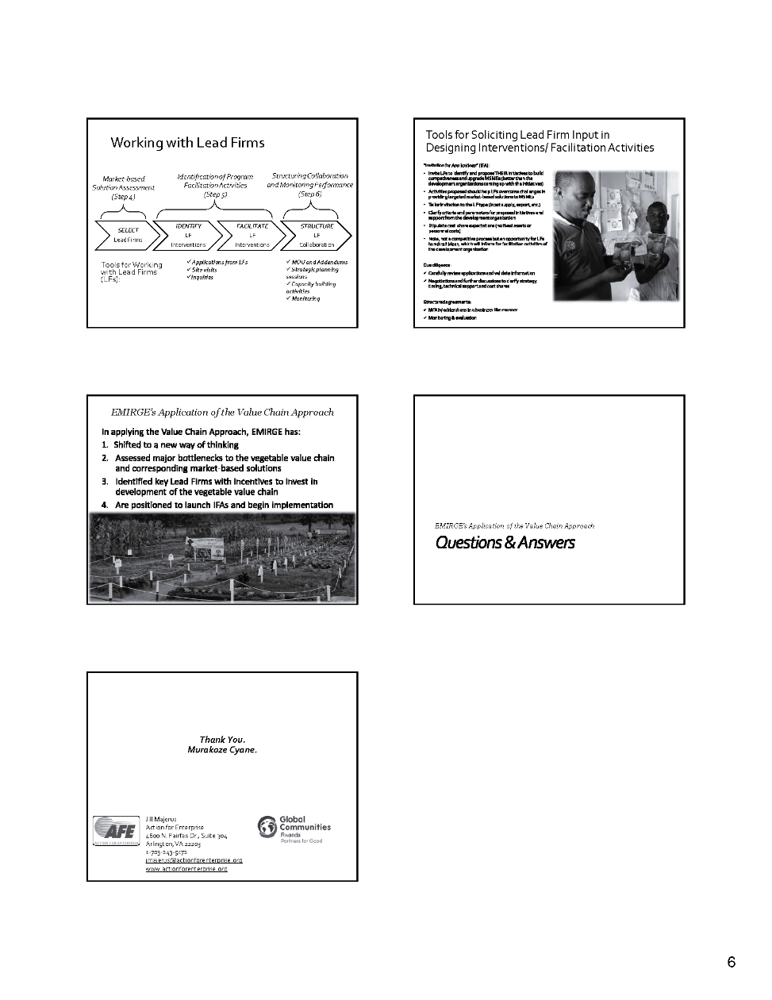 Working with Lead Firms
Market-based
Solution Assessment
(Step 4)
Identification of Program
Facilitation Activities
(Step 5)
Structuring Collaboration
and Monitoring Performance
(Step 6)
SELECT
Lead Firms
IDENTIFY
LF
Interventions
FACILITATE
LF
Interventions
STRUCTURE
LF
Collaboration
Tools for Working
with Lead Firms
(LFs):
✓ Applications from LFs
✓ Site visits
✓ Inquiries
✓ MOU and Addendums
✓ Strategic planning
sessions
✓ Capacity building
activities
✓ Monitoring
Tools for Soliciting Lead Firm Input in
Designing Interventions/ Facilitation Activities
"Invitation for Applications" (IFA):
• Invite LFs to identify and propose THEIR initiatives to build
competiveness and upgrade MSMEs (better than the
development organizations coming up with the initiatives)
• Activities proposed should help LFs overcome challenges in
providing targeted market-based solutions to MSMEs
• Tailor invitation to the LF type (input supply, export, etc.)
• Clarify criteria and parameters for proposed initiatives and
support from the development organization
• Stipulate cost share expectations (no fixed assets or
personnel costs)
• Note, not a competitive process but an opportunity for LFs
to submit ideas, which will inform for facilitation activities of
the development organization
Due diligence:
✓ Carefully review applications and validate information
✓ Negotiations and further discussions to clarify strategy,
timing, technical support and cost shares
Structured agreements:
✓ MOUs/addendums in a business-like manner
✓ Monitoring & evaluation
EMIRGE's Application of the Value Chain Approach
In applying the Value Chain Approach, EMIRGE has:
1. Shifted to a new way of thinking
2. Assessed major bottlenecks to the vegetable value chain
and corresponding market-based solutions
3. Identified key Lead Firms with incentives to invest in
development of the vegetable value chain
4. Are positioned to launch IFAs and begin implementation
EMIRGE's Application of the Value Chain Approach
Questions & Answers
Thank You.
Murakoze Cyane.
AFE
ACTION FOR ENTERPRISE
Jill Majerus
Action for Enterprise
4600 N. Fairfax Dr., Suite 304
Arlington, VA 22203
1-703-243-9172
jmajerus@actionforenterprise.org
www.actionforenterprise.org
Global
Communities
Rwanda
Partners for Good
6